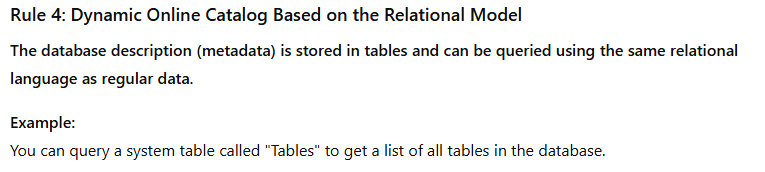 Rule 4: Dynamic Online Catalog Based on the Relational Model
The database description (metadata) is stored in tables and can be queried using the same relational
language as regular data.
Example:
You can query a system table called "Tables" to get a list of all tables in the database.